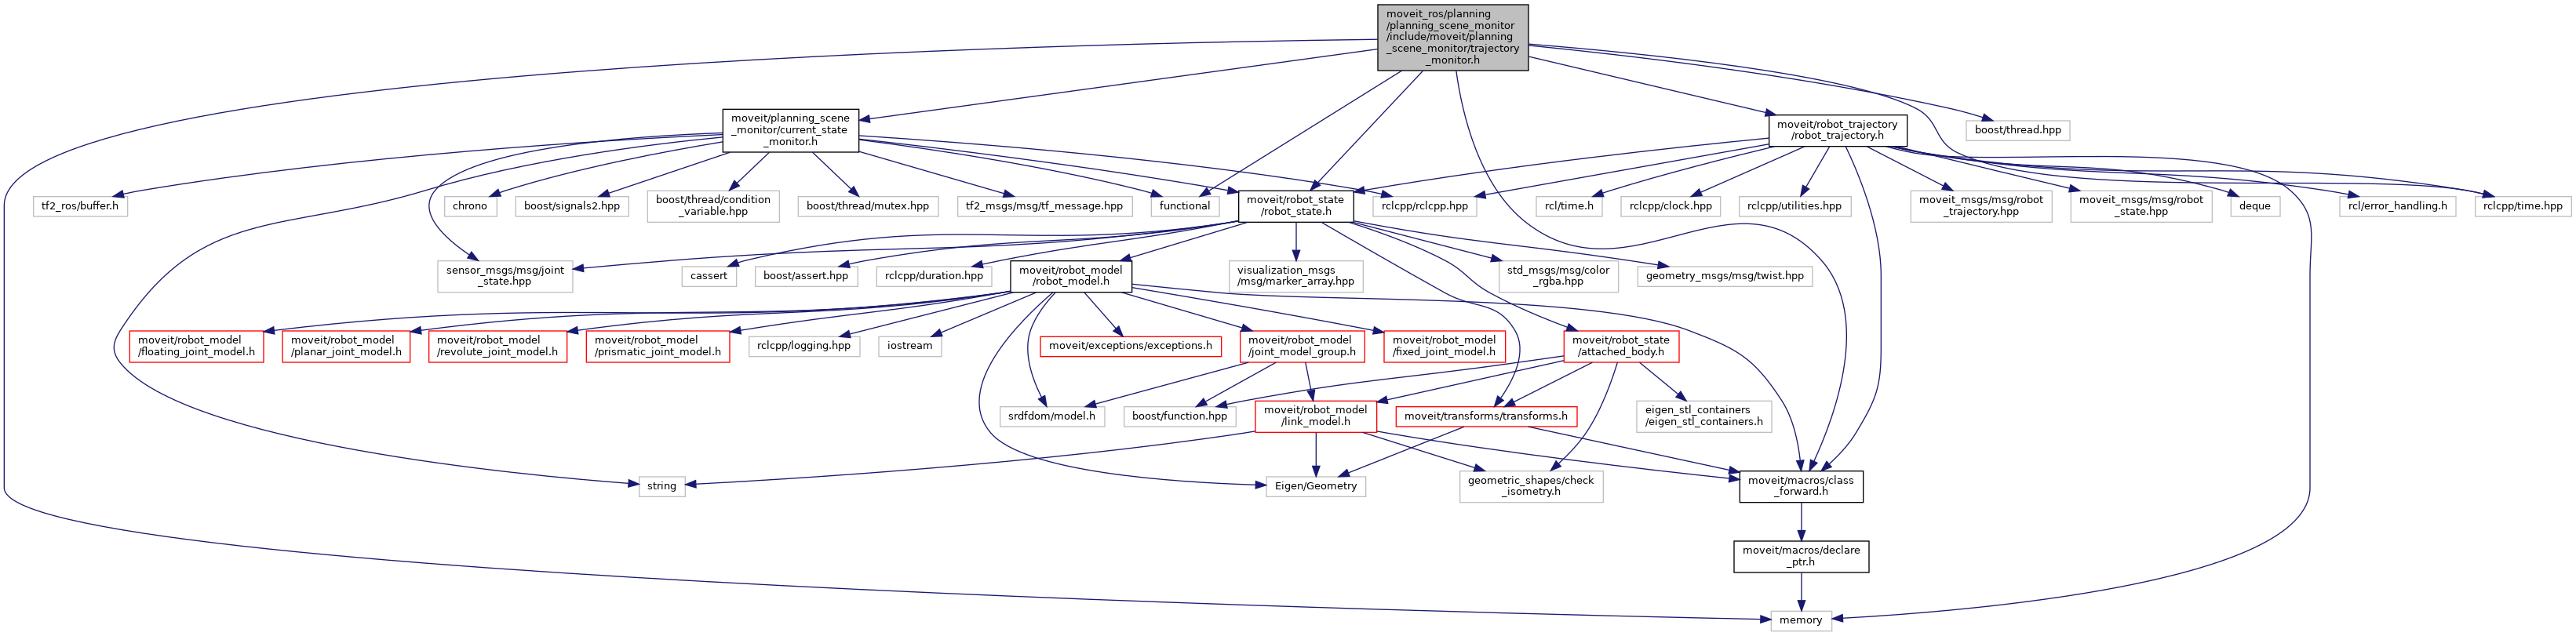 moveit_ros/planning
/planning_scene_monitor
/include/moveit/planning
_scene_monitor/trajectory
_monitor.h
moveit/planning_scene
_monitor/current_state
_monitor.h
moveit/robot_trajectory
/robot_trajectory.h
boost/thread.hpp
tf2_ros/buffer.h
chrono
boost/signals2.hpp
boost/thread/condition
_variable.hpp
boost/thread/mutex.hpp
tf2_msgs/msg/tf_message.hpp
functional
moveit/robot_state
/robot_state.h
rclcpp/rclcpp.hpp
rcl/time.h
rclcpp/clock.hpp
rclcpp/utilities.hpp
moveit_msgs/msg/robot
_trajectory.hpp
moveit_msgs/msg/robot
_state.hpp
deque
rcl/error_handling.h
rclcpp/time.hpp
sensor_msgs/msg/joint
_state.hpp
cassert
boost/assert.hpp
rclcpp/duration.hpp
moveit/robot_model
/robot_model.h
visualization_msgs
/msg/marker_array.hpp
std_msgs/msg/color
_rgba.hpp
geometry_msgs/msg/twist.hpp
moveit/robot_model
/floating_joint_model.h
moveit/robot_model
/planar_joint_model.h
moveit/robot_model
/revolute_joint_model.h
moveit/robot_model
/prismatic_joint_model.h
rclcpp/logging.hpp
iostream
moveit/exceptions/exceptions.h
moveit/robot_model
/joint_model_group.h
moveit/robot_model
/fixed_joint_model.h
moveit/robot_state
/attached_body.h
srdfdom/model.h
boost/function.hpp
moveit/robot_model
/link_model.h
moveit/transforms/transforms.h
eigen_stl_containers
/eigen_stl_containers.h
string
Eigen/Geometry
geometric_shapes/check
_isometry.h
moveit/macros/class
_forward.h
moveit/macros/declare
_ptr.h
memory